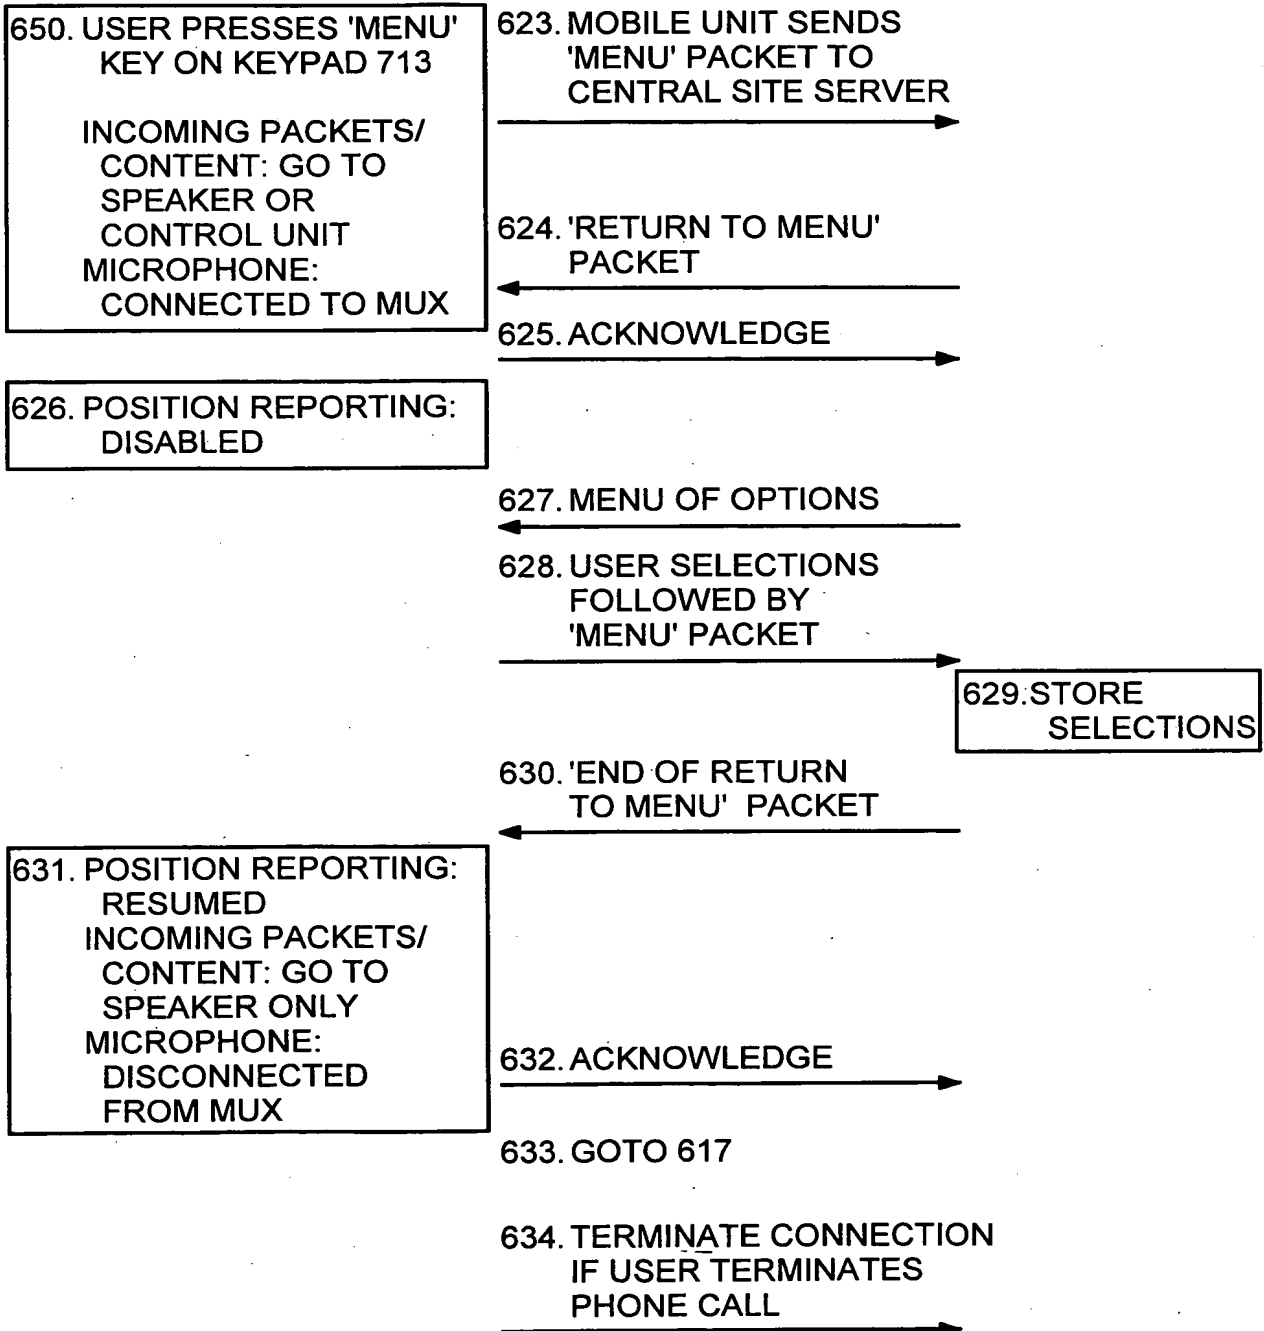 650. USER PRESSES 'MENU'
KEY ON KEYPAD 713
INCOMING PACKETS/
CONTENT: GO TO
SPEAKER OR
CONTROL UNIT
MICROPHONE:
CONNECTED TO MUX
623. MOBILE UNIT SENDS
'MENU' PACKET TO
CENTRAL SITE SERVER
624. 'RETURN TO MENU'
PACKET
625. ACKNOWLEDGE
626. POSITION REPORTING:
DISABLED
627. MENU OF OPTIONS
628. USER SELECTIONS
FOLLOWED BY
'MENU' PACKET
629. STORE
SELECTIONS
630. 'END OF RETURN
TO MENU' PACKET
631. POSITION REPORTING:
RESUMED
INCOMING PACKETS/
CONTENT: GO TO
SPEAKER ONLY
MICROPHONE:
DISCONNECTED
FROM MUX
632. ACKNOWLEDGE
633. GOTO 617
634. TERMINATE CONNECTION
IF USER TERMINATES
PHONE CALL